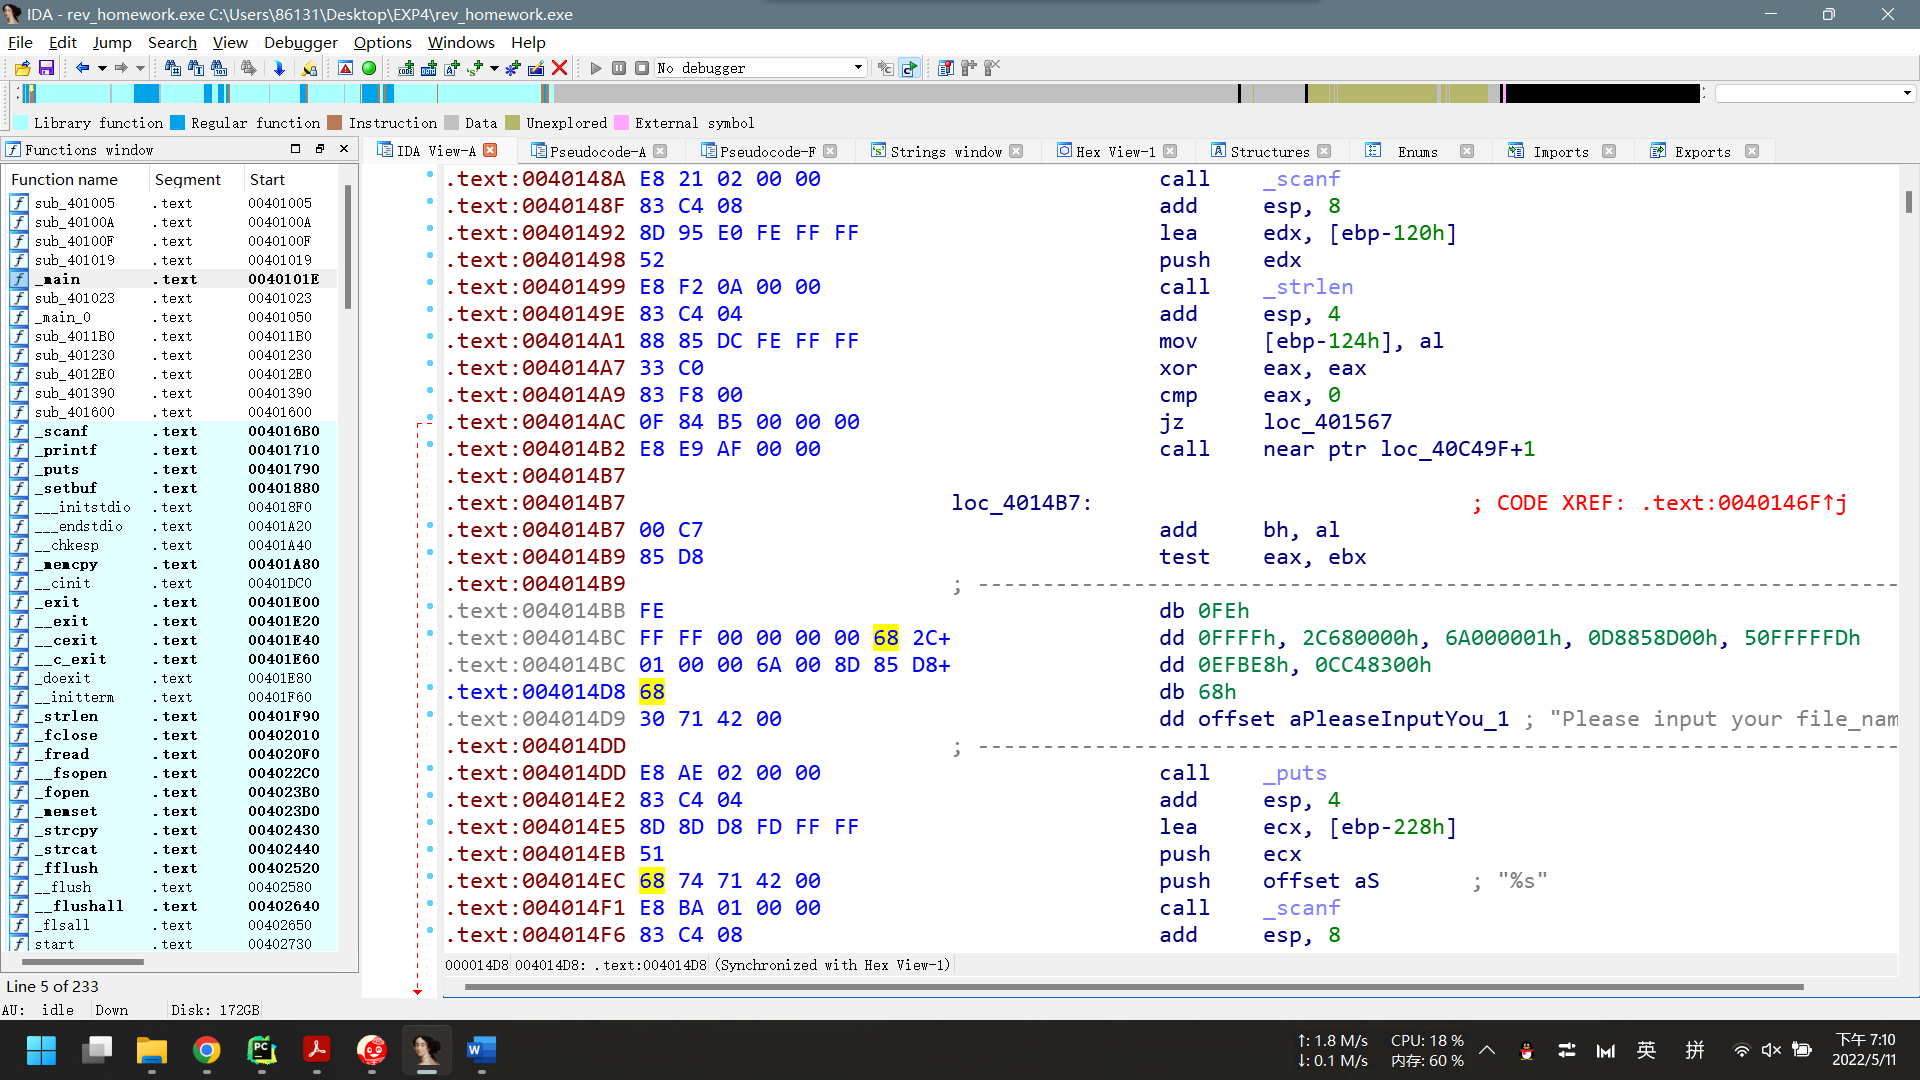 IDA - rev_homework.exe C:\Users\86131\Desktop\EXP4\rev_homework.exe
File Edit Jump Search View Debugger Options Windows Help
No debugger
Library function Regular function Instruction Data Unexplored External symbol
Functions window
IDA View-A Pseudocode-A Pseudocode-F Strings window Hex View-1 Structures Enums Imports Exports
Function name Segment Start
sub_401005 .text 00401005
sub_40100A .text 0040100A
sub_40100F .text 0040100F
sub_401019 .text 00401019
_main .text 0040101E
sub_401023 .text 00401023
_main_0 .text 00401050
sub_4011B0 .text 004011B0
sub_401230 .text 00401230
sub_4012E0 .text 004012E0
sub_401390 .text 00401390
sub_401600 .text 00401600
_scanf .text 004016B0
_printf .text 00401710
_puts .text 00401790
_setbuf .text 00401880
___initstdio .text 004018F0
___endstdio .text 00401A20
__chkesp .text 00401A40
_memcpy .text 00401A80
__cinit .text 00401DC0
_exit .text 00401E00
__exit .text 00401E20
__cexit .text 00401E40
__c_exit .text 00401E60
_doexit .text 00401E80
__initterm .text 00401F60
_strlen .text 00401F90
_fclose .text 00402010
_fread .text 004020F0
__fsopen .text 004022C0
_fopen .text 004023B0
_memset .text 004023D0
_strcpy .text 00402430
_strcat .text 00402440
_fflush .text 00402520
__flush .text 00402580
__flushall .text 00402640
_flsall .text 00402650
start .text 00402730
Line 5 of 233
.text:0040148A E8 21 02 00 00 call _scanf
.text:0040148F 83 C4 08 add esp, 8
.text:00401492 8D 95 E0 FE FF FF lea edx, [ebp-120h]
.text:00401498 52 push edx
.text:00401499 E8 F2 0A 00 00 call _strlen
.text:0040149E 83 C4 04 add esp, 4
.text:004014A1 88 85 DC FE FF FF mov [ebp-124h], al
.text:004014A7 33 C0 xor eax, eax
.text:004014A9 83 F8 00 cmp eax, 0
.text:004014AC 0F 84 B5 00 00 00 jz loc_401567
.text:004014B2 E8 E9 AF 00 00 call near ptr loc_40C49F+1
.text:004014B7
.text:004014B7 loc_4014B7: ; CODE XREF: .text:0040146F↑j
.text:004014B7 00 C7 add bh, al
.text:004014B9 85 D8 test eax, ebx
.text:004014B9 ; ---------------------------------------------------------------------------
.text:004014BB FE db 0FEh
.text:004014BC FF FF 00 00 00 00 68 2C+ dd 0FFFFh, 2C680000h, 6A000001h, 0D8858D00h, 50FFFFFDh
.text:004014BC 01 00 00 6A 00 8D 85 D8+ dd 0EFBE8h, 0CC48300h
.text:004014D8 68 db 68h
.text:004014D9 30 71 42 00 dd offset aPleaseInputYou_1 ; "Please input your file_nam
.text:004014DD ; ---------------------------------------------------------------------------
.text:004014DD E8 AE 02 00 00 call _puts
.text:004014E2 83 C4 04 add esp, 4
.text:004014E5 8D 8D D8 FD FF FF lea ecx, [ebp-228h]
.text:004014EB 51 push ecx
.text:004014EC 68 74 71 42 00 push offset aS ; "%s"
.text:004014F1 E8 BA 01 00 00 call _scanf
.text:004014F6 83 C4 08 add esp, 8
000014D8 004014D8: .text:004014D8 (Synchronized with Hex View-1)
AU: idle Down Disk: 172GB
↑: 1.8 M/s CPU: 18 %
↓: 0.1 M/s 内存: 60 %
英 拼
下午 7:10
2022/5/11